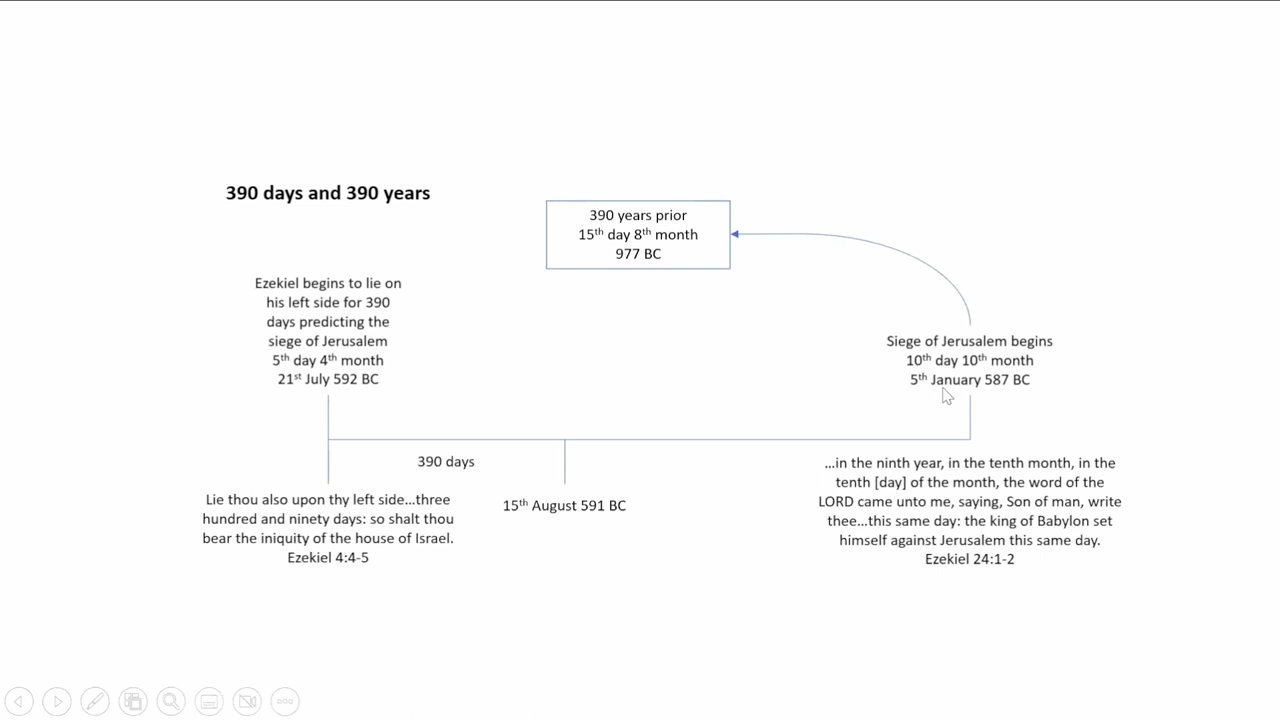 390 days and 390 years
390 years prior
15th day 8th month
977 BC
Ezekiel begins to lie on
his left side for 390
days predicting the
siege of Jerusalem
5th day 4th month
21st July 592 BC
Siege of Jerusalem begins
10th day 10th month
5th January 587 BC
390 days
Lie thou also upon thy left side...three
hundred and ninety days: so shalt thou
bear the iniquity of the house of Israel.
Ezekiel 4:4-5
15th August 591 BC
...in the ninth year, in the tenth month, in the
tenth [day] of the month, the word of the
LORD came unto me, saying, Son of man, write
thee...this same day: the king of Babylon set
himself against Jerusalem this same day.
Ezekiel 24:1-2